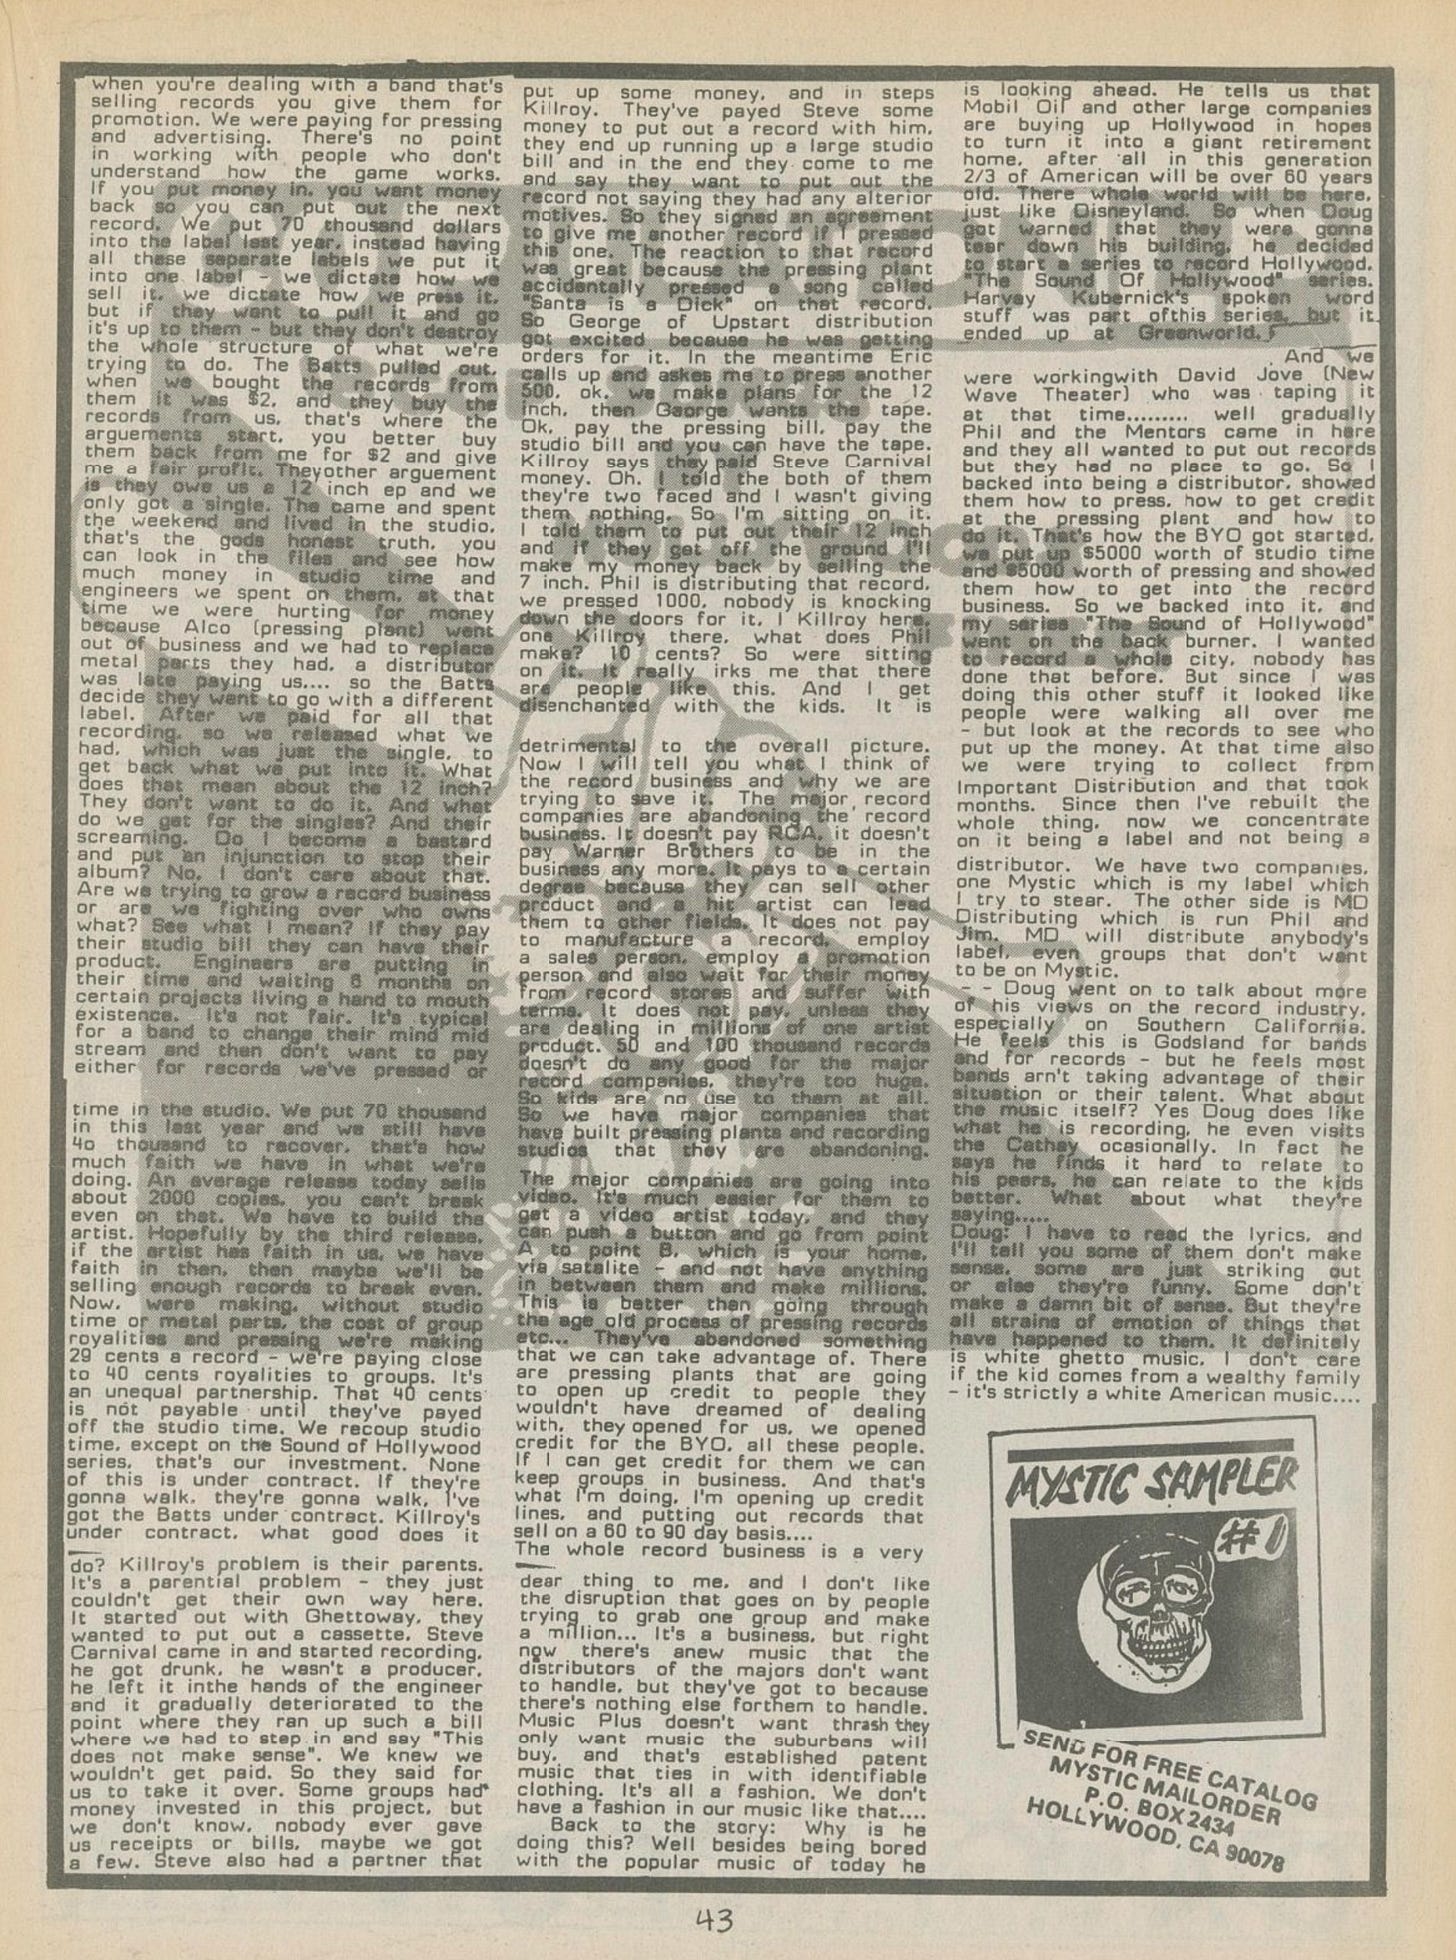 when you're dealing with a band that's
selling records you give them for
promotion. We were paying for pressing
and advertising. There's no point
in working with people who don't
understand how the game works.
If you put money in, you want money
back so you can put out the next
record. We put 70 thousand dollars
into the label last year, instead having
all these seperate labels we put it
into one label - we dictate how we
sell it, we dictate how we press it,
but if they want to pull it and go
it's up to them - but they don't destroy
the whole structure of what we're
trying to do. The Batts pulled out,
when we bought the records from
them it was $2, and they buy the
records from us, that's where the
arguements start, you better buy
them back from me for $2 and give
me a fair profit. Theyother arguement
is they owe us a 12 inch ep and we
only got a single. The came and spent
the weekend and lived in the studio,
that's the gods honest truth, you
can look in the files and see how
much money in studio time and
engineers we spent on them, at that
time we were hurting for money
because Alco (pressing plant) went
out of business and we had to replace
metal parts they had, a distributor
was late paying us.... so the Batts
decide they want to go with a different
label. After we paid for all that
recording, so we released what we
had, which was just the single, to
get back what we put into it. What
does that mean about the 12 inch?
They don't want to do it. And what
do we get for the singles? And their
screaming. Do I become a bastard
and put an injunction to stop their
album? No, I don't care about that.
Are we trying to grow a record business
or are we fighting over who owns
what? See what I mean? If they pay
their studio bill they can have their
product. Engineers are putting in
their time and waiting 6 months on
certain projects living a hand to mouth
existence. It's not fair. It's typical
for a band to change their mind mid
stream and then don't want to pay
either for records we've pressed or
time in the studio. We put 70 thousand
in this last year and we still have
4o thousand to recover, that's how
much faith we have in what we're
doing. An average release today sells
about 2000 copies, you can't break
even on that. We have to build the
artist. Hopefully by the third release,
if the artist has faith in us, we have
faith in then, then maybe we'll be
selling enough records to break even.
Now, were making, without studio
time or metal parts, the cost of group
royalities and pressing we're making
29 cents a record - we're paying close
to 40 cents royalities to groups. It's
an unequal partnership. That 40 cents
is not payable until they've payed
off the studio time. We recoup studio
time, except on the Sound of Hollywood
series, that's our investment. None
of this is under contract. If they're
gonna walk, they're gonna walk, I've
got the Batts under contract. Killroy's
under contract, what good does it
do? Killroy's problem is their parents.
It's a parential problem - they just
couldn't get their own way here.
It started out with Ghettoway, they
wanted to put out a cassette, Steve
Carnival came in and started recording,
he got drunk, he wasn't a producer,
he left it inthe hands of the engineer
and it gradually deteriorated to the
point where they ran up such a bill
where we had to step in and say "This
does not make sense". We knew we
wouldn't get paid. So they said for
us to take it over. Some groups had
money invested in this project, but
we don't know, nobody ever gave
us receipts or bills, maybe we got
a few. Steve also had a partner that
put up some money, and in steps
Killroy. They've payed Steve some
money to put out a record with him,
they end up running up a large studio
bill and in the end they come to me
and say they want to put out the
record not saying they had any alterior
motives. So they signed an agreement
to give me another record if I pressed
this one. The reaction to that record
was great because the pressing plant
accidentally pressed a song called
"Santa is a Dick" on that record.
So George of Upstart distribution
got excited because he was getting
orders for it. In the meantime Eric
calls up and askes me to press another
500, ok, we make plans for the 12
inch, then George wants the tape.
Ok, pay the pressing bill, pay the
studio bill and you can have the tape.
Killroy says they paid Steve Carnival
money. Oh. I told the both of them
they're two faced and I wasn't giving
them nothing. So I'm sitting on it.
I told them to put out their 12 inch
and if they get off the ground I'll
make my money back by selling the
7 inch. Phil is distributing that record,
we pressed 1000, nobody is knocking
down the doors for it, I Killroy here,
one Killroy there, what does Phil
make? 10 cents? So were sitting
on it. It really irks me that there
are people like this. And I get
disenchanted with the kids. It is
detrimental to the overall picture.
Now I will tell you what I think of
the record business and why we are
trying to save it. The major record
companies are abandoning the record
business. It doesn't pay RCA, it doesn't
pay Warner Brothers to be in the
business any more. It pays to a certain
degree because they can sell other
product and a hit artist can lead
them to other fields. It does not pay
to manufacture a record, employ
a sales person, employ a promotion
person and also wait for their money
from record stores and suffer with
terms. It does not pay, unless they
are dealing in millions of one artist
product. 50 and 100 thousand records
doesn't do any good for the major
record companies, they're too huge.
So kids are no use to them at all.
So we have major companies that
have built pressing plants and recording
studios that they are abandoning.
The major companies are going into
video. It's much easier for them to
get a video artist today, and they
can push a button and go from point
A to point B, which is your home,
via satalite - and not have anything
in between them and make millions.
This is better than going through
the age old process of pressing records
etc... They've abandoned something
that we can take advantage of. There
are pressing plants that are going
to open up credit to people they
wouldn't have dreamed of dealing
with, they opened for us, we opened
credit for the BYO, all these people.
If I can get credit for them we can
keep groups in business. And that's
what I'm doing, I'm opening up credit
lines, and putting out records that
sell on a 60 to 90 day basis....
The whole record business is a very
dear thing to me, and I don't like
the disruption that goes on by people
trying to grab one group and make
a million... It's a business, but right
now there's anew music that the
distributors of the majors don't want
to handle, but they've got to because
there's nothing else forthem to handle.
Music Plus doesn't want thrash they
only want music the suburbans will
buy, and that's established patent
music that ties in with identifiable
clothing. It's all a fashion. We don't
have a fashion in our music like that....
Back to the story: Why is he
doing this? Well besides being bored
with the popular music of today he
is looking ahead. He tells us that
Mobil Oil and other large companies
are buying up Hollywood in hopes
to turn it into a giant retirement
home, after all in this generation
2/3 of American will be over 60 years
old. There whole world will be here,
just like Disneyland. So when Doug
got warned that they were gonna
tear down his building, he decided
to start a series to record Hollywood.
"The Sound Of Hollywood" series.
Harvey Kubernick's spoken word
stuff was part ofthis series, but it
ended up at Greenworld.
And we
were workingwith David Jove (New
Wave Theater) who was taping it
at that time......... well gradually
Phil and the Mentors came in here
and they all wanted to put out records
but they had no place to go. So I
backed into being a distributor, showed
them how to press, how to get credit
at the pressing plant and how to
do it. That's how the BYO got started,
we put up $5000 worth of studio time
and $5000 worth of pressing and showed
them how to get into the record
business. So we backed into it, and
my series "The Sound of Hollywood"
went on the back burner. I wanted
to record a whole city, nobody has
done that before. But since I was
doing this other stuff it looked like
people were walking all over me
- but look at the records to see who
put up the money. At that time also
we were trying to collect from
Important Distribution and that took
months. Since then I've rebuilt the
whole thing, now we concentrate
on it being a label and not being a
distributor. We have two companies,
one Mystic which is my label which
I try to stear. The other side is MD
Distributing which is run Phil and
Jim. MD will distribute anybody's
label, even groups that don't want
to be on Mystic.
- - Doug went on to talk about more
of his views on the record industry,
especially on Southern California.
He feels this is Godsland for bands
and for records - but he feels most
bands arn't taking advantage of their
situation or their talent. What about
the music itself? Yes Doug does like
what he is recording, he even visits
the Cathay ocasionally. In fact he
says he finds it hard to relate to
his peers, he can relate to the kids
better. What about what they're
saying.....
Doug: I have to read the lyrics, and
I'll tell you some of them don't make
sense, some are just striking out
or else they're funny. Some don't
make a damn bit of sense. But they're
all strains of emotion of things that
have happened to them. It definitely
is white ghetto music. I don't care
if the kid comes from a wealthy family
- it's strictly a white American music....
MYSTIC SAMPLER
#1
SEND FOR FREE CATALOG
MYSTIC MAILORDER
P.O. BOX 2434
HOLLYWOOD, CA 90078
43